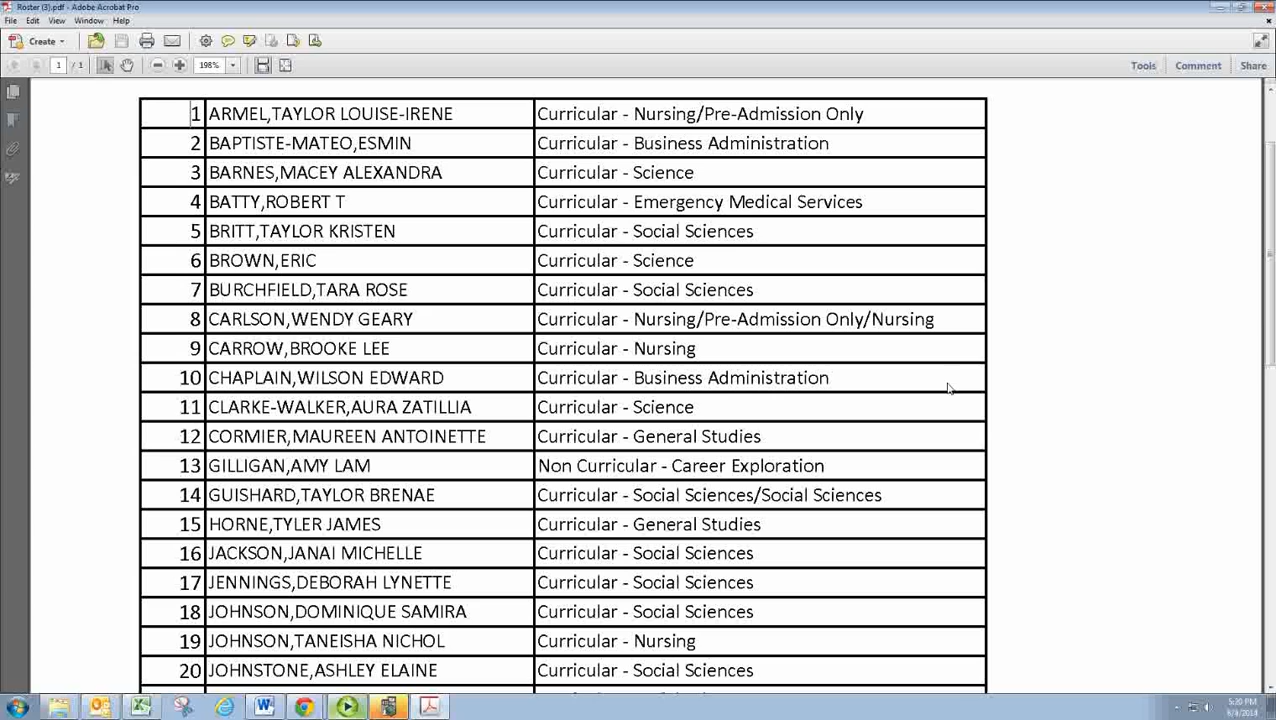 Roster (3).pdf - Adobe Acrobat Pro
File Edit View Window Help
Create
1 / 1 198% Tools Comment Share
1 ARMEL,TAYLOR LOUISE-IRENE Curricular - Nursing/Pre-Admission Only
2 BAPTISTE-MATEO,ESMIN Curricular - Business Administration
3 BARNES,MACEY ALEXANDRA Curricular - Science
4 BATTY,ROBERT T Curricular - Emergency Medical Services
5 BRITT,TAYLOR KRISTEN Curricular - Social Sciences
6 BROWN,ERIC Curricular - Science
7 BURCHFIELD,TARA ROSE Curricular - Social Sciences
8 CARLSON,WENDY GEARY Curricular - Nursing/Pre-Admission Only/Nursing
9 CARROW,BROOKE LEE Curricular - Nursing
10 CHAPLAIN,WILSON EDWARD Curricular - Business Administration
11 CLARKE-WALKER,AURA ZATILLIA Curricular - Science
12 CORMIER,MAUREEN ANTOINETTE Curricular - General Studies
13 GILLIGAN,AMY LAM Non Curricular - Career Exploration
14 GUISHARD,TAYLOR BRENAE Curricular - Social Sciences/Social Sciences
15 HORNE,TYLER JAMES Curricular - General Studies
16 JACKSON,JANAI MICHELLE Curricular - Social Sciences
17 JENNINGS,DEBORAH LYNETTE Curricular - Social Sciences
18 JOHNSON,DOMINIQUE SAMIRA Curricular - Social Sciences
19 JOHNSON,TANEISHA NICHOL Curricular - Nursing
20 JOHNSTONE,ASHLEY ELAINE Curricular - Social Sciences
5:20 PM